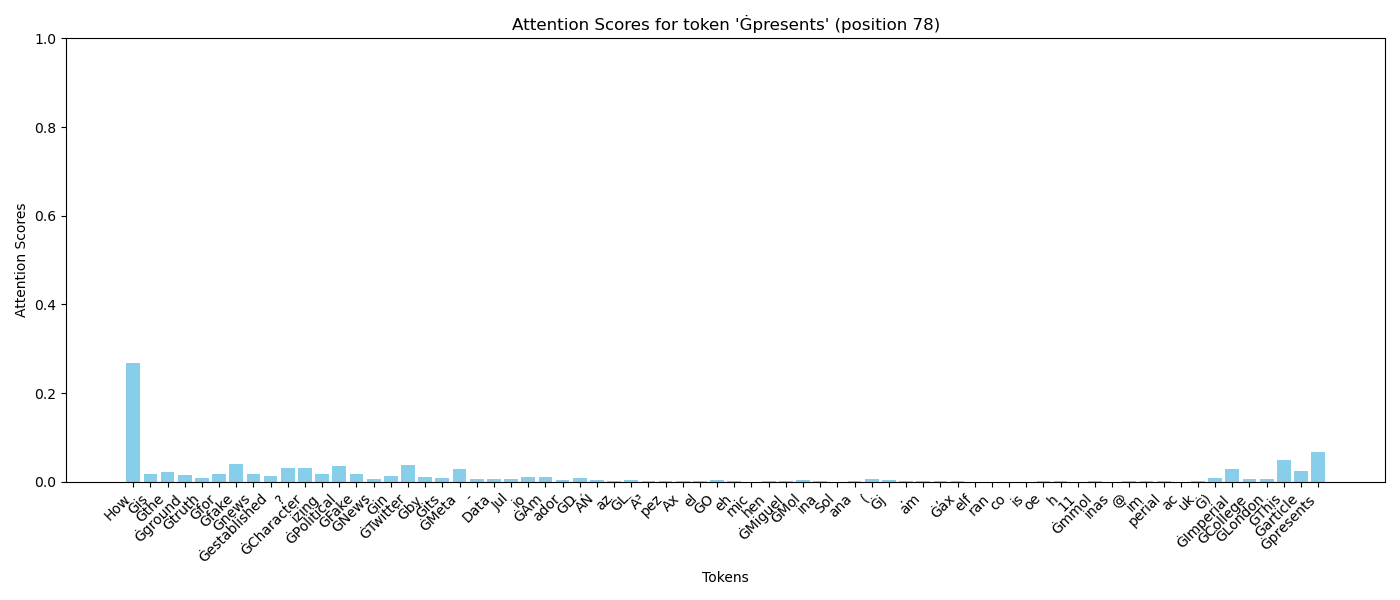 Attention Scores for token 'Ġpresents' (position 78)
1.0
0.8
0.6
0.4
0.2
0.0
Attention Scores
How
Ġis
Ġthe
Ġground
Ġtruth
Ġfor
Ġfake
Ġnews
Ġestablished
?
ĠCharacter
izing
ĠPolitical
ĠFake
ĠNews
Ġin
ĠTwitter
Ġby
Ġits
ĠMeta
-
Data
Jul
io
ĠAm
ador
ĠD
az
ĠL
Ã³
pez
Ax
el
ĠO
eh
mic
hen
ĠMiguel
ĠMol
ina
Sol
ana
(
Ġj
elf
ran
co
is
oe
h
11
Ġmmol
inas
@
im
perial
ac
uk
Ġ)
ĠImperial
ĠCollege
ĠLondon
ĠThis
Ġarticle
Ġpresents
Tokens